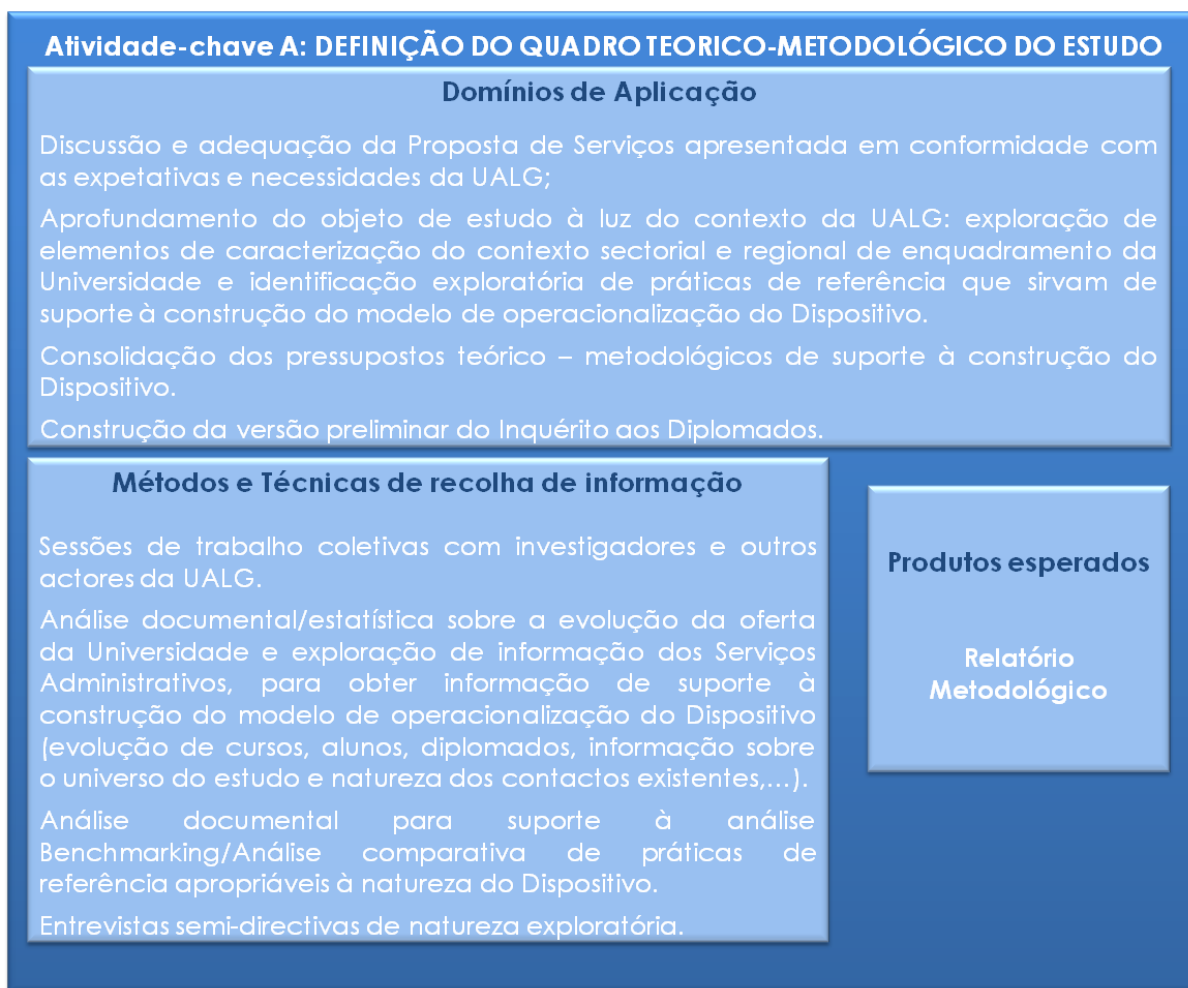 Atividade-chave A: DEFINIÇÃO DO QUADRO TEORICO-METODOLÓGICO DO ESTUDO
Domínios de Aplicação
Discussão e adequação da Proposta de Serviços apresentada em conformidade com
as expetativas e necessidades da UALG;
Aprofundamento do objeto de estudo à luz do contexto da UALG: exploração de
elementos de caracterização do contexto sectorial e regional de enquadramento da
Universidade e identificação exploratória de práticas de referência que sirvam de
suporte à construção do modelo de operacionalização do Dispositivo.
Consolidação dos pressupostos teórico – metodológicos de suporte à construção do
Dispositivo.
Construção da versão preliminar do Inquérito aos Diplomados.
Métodos e Técnicas de recolha de informação
Sessões de trabalho coletivas com investigadores e outros
actores da UALG.
Análise documental/estatística sobre a evolução da oferta
da Universidade e exploração de informação dos Serviços
Administrativos, para obter informação de suporte à
construção do modelo de operacionalização do Dispositivo
(evolução de cursos, alunos, diplomados, informação sobre
o universo do estudo e natureza dos contactos existentes,...).
Análise documental para suporte à análise
Benchmarking/Análise comparativa de práticas de
referência apropriáveis à natureza do Dispositivo.
Entrevistas semi-directivas de natureza exploratória.
Produtos esperados
Relatório
Metodológico